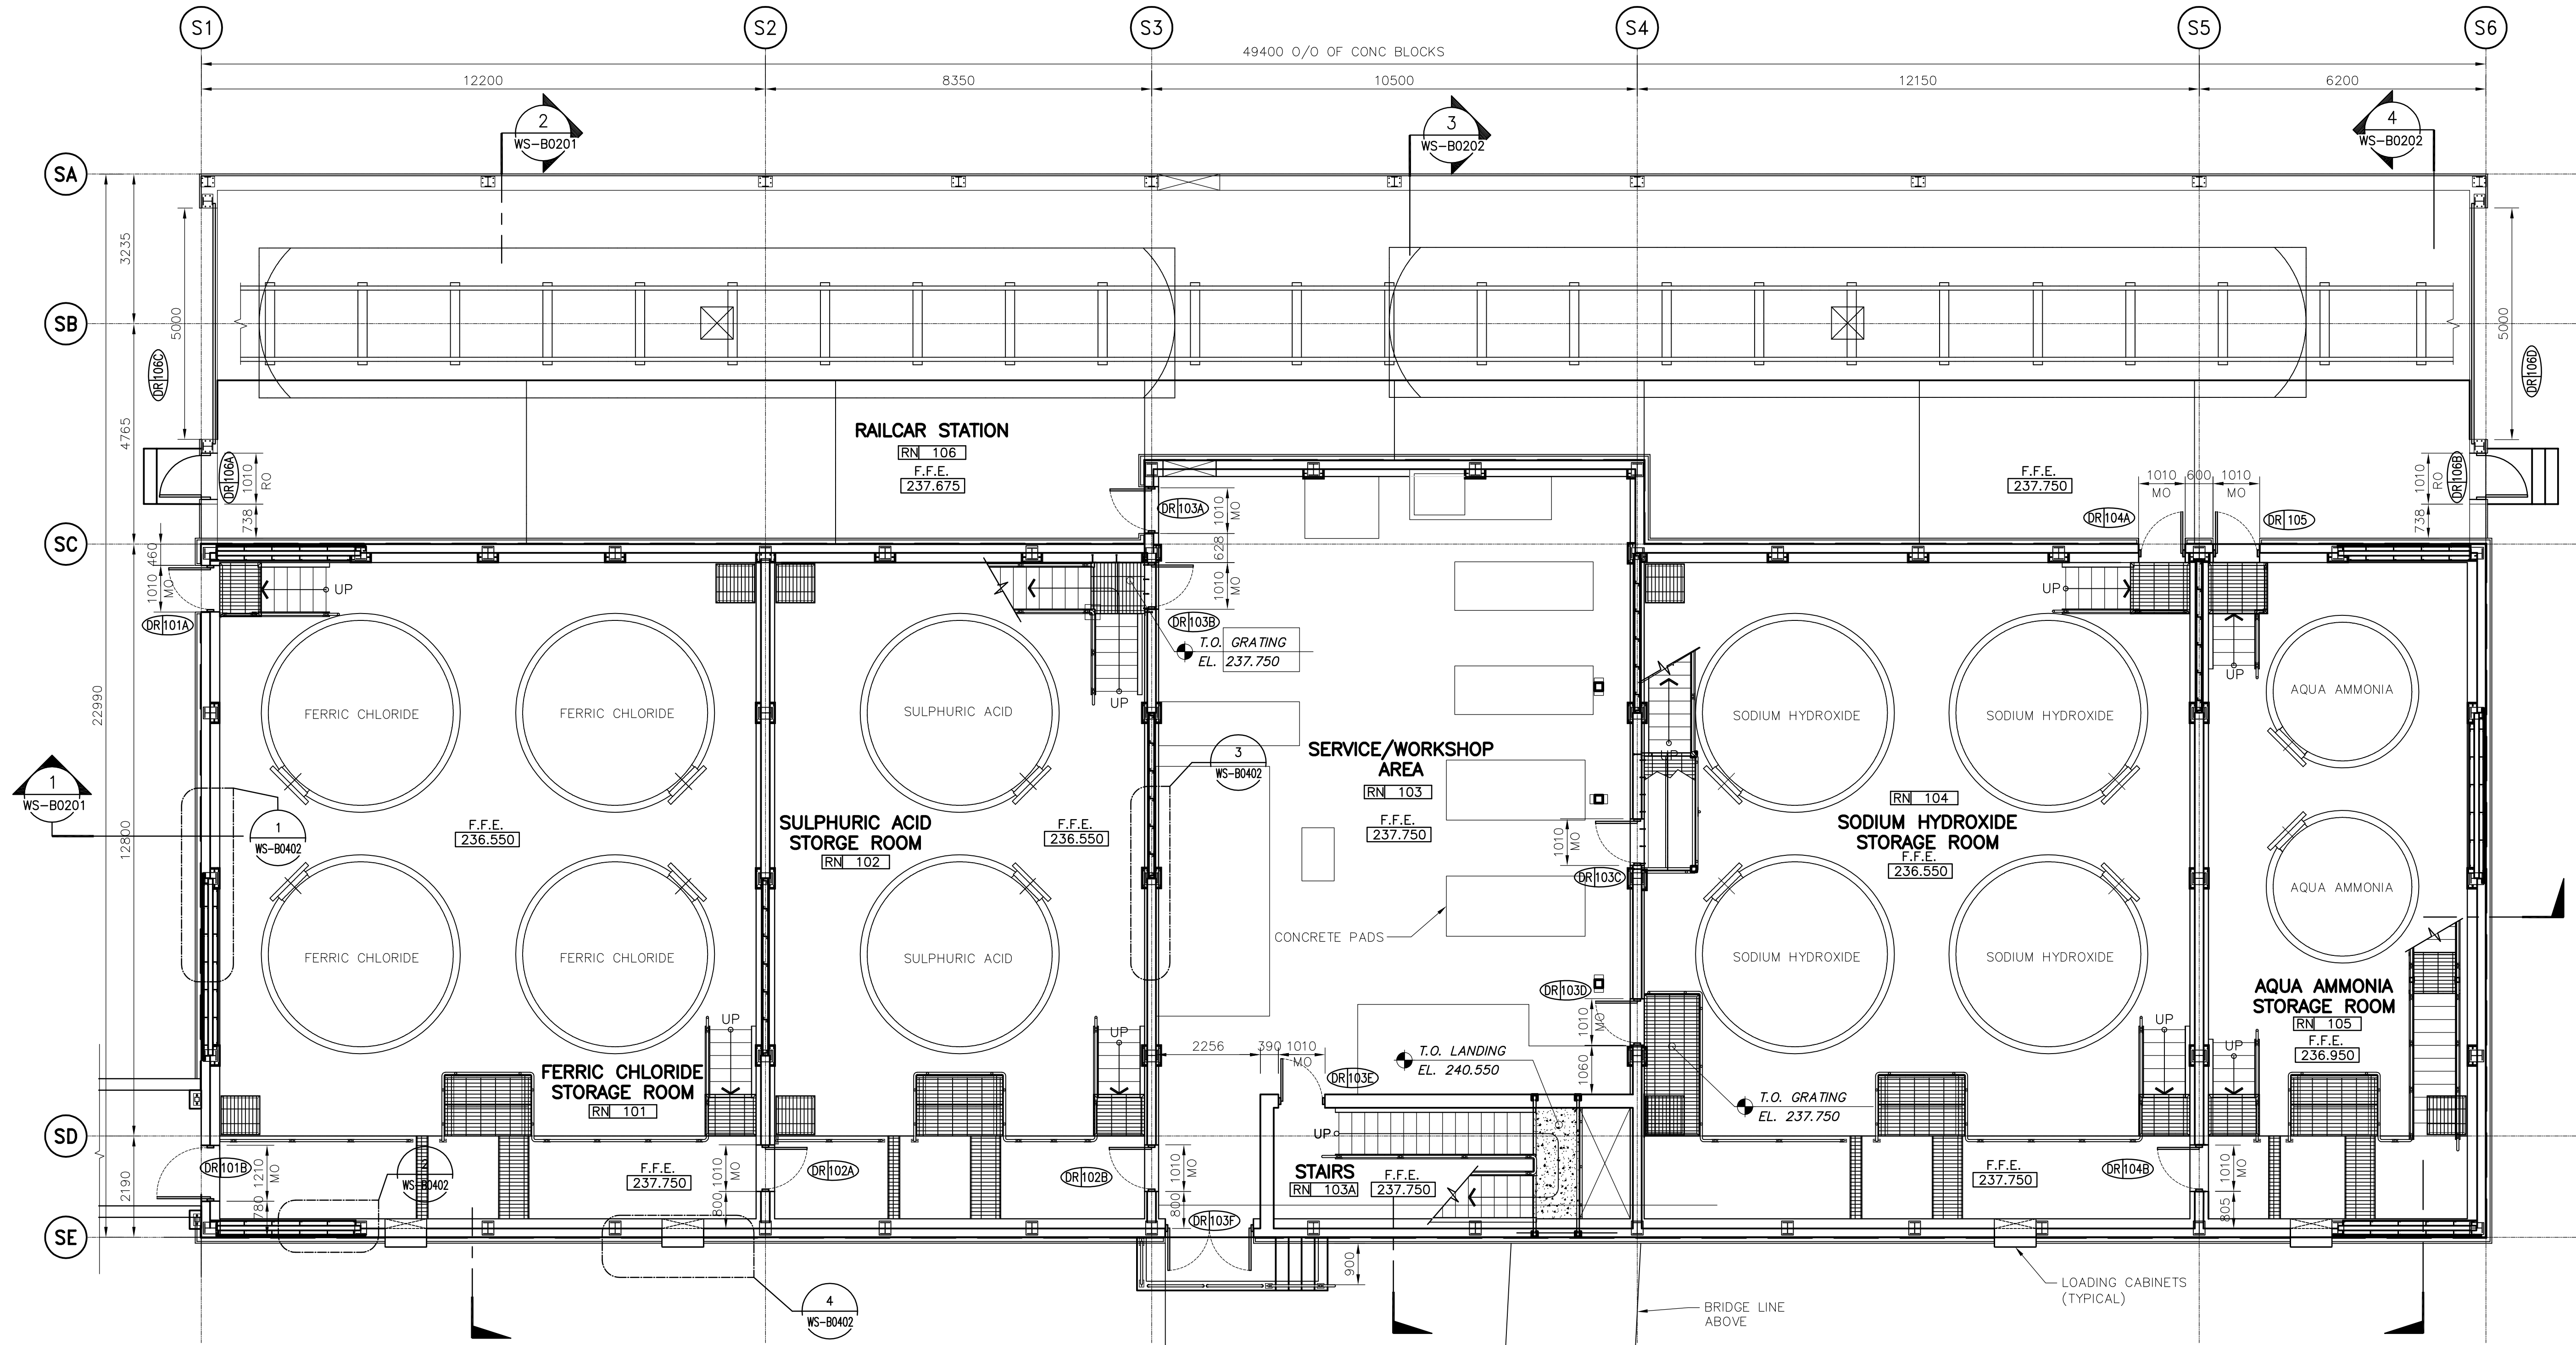 S1
S2
S3
S4
S5
S6
49400 O/O OF CONC BLOCKS
12200
8350
10500
12150
6200
2
WS-B0201
3
WS-B0202
4
WS-B0202
SA
3235
5000
SB
5000
DR 106C
DR 106D
4765
RAILCAR STATION
RN 106
F.F.E.
237.675
DR 106A
1010
RO
738
F.F.E.
237.750
1010
MO
600
1010
MO
DR 106B
1010
RO
738
DR 103A
1010
MO
DR 104A
DR 105
SC
460
1010
MO
628
1010
MO
UP
UP
DR 101A
DR 103B
T.O. GRATING
EL. 237.750
UP
UP
22990
FERRIC CHLORIDE
FERRIC CHLORIDE
SULPHURIC ACID
SODIUM HYDROXIDE
SODIUM HYDROXIDE
AQUA AMMONIA
SERVICE/WORKSHOP
AREA
RN 103
F.F.E.
237.750
UP
3
WS-B0402
1
WS-B0201
12800
1
WS-B0402
F.F.E.
236.550
SULPHURIC ACID
STORGE ROOM
RN 102
F.F.E.
236.550
1010
MO
RN 104
SODIUM HYDROXIDE
STORAGE ROOM
F.F.E.
236.550
DR 103C
AQUA AMMONIA
CONCRETE PADS
FERRIC CHLORIDE
FERRIC CHLORIDE
SULPHURIC ACID
SODIUM HYDROXIDE
SODIUM HYDROXIDE
DR 103D
1010
MO
AQUA AMMONIA
STORAGE ROOM
RN 105
F.F.E.
236.950
UP
UP
UP
UP
2256
390
1010
MO
T.O. LANDING
EL. 240.550
1060
FERRIC CHLORIDE
STORAGE ROOM
RN 101
DR 103E
T.O. GRATING
EL. 237.750
SD
UP
2190
DR 101B
1210
MO
780
2
WS-B0402
F.F.E.
237.750
1010
MO
800
DR 102A
DR 102B
1010
MO
800
STAIRS
RN 103A
F.F.E.
237.750
F.F.E.
237.750
DR 104B
1010
MO
805
SE
DR 103F
900
4
WS-B0402
LOADING CABINETS
(TYPICAL)
BRIDGE LINE
ABOVE